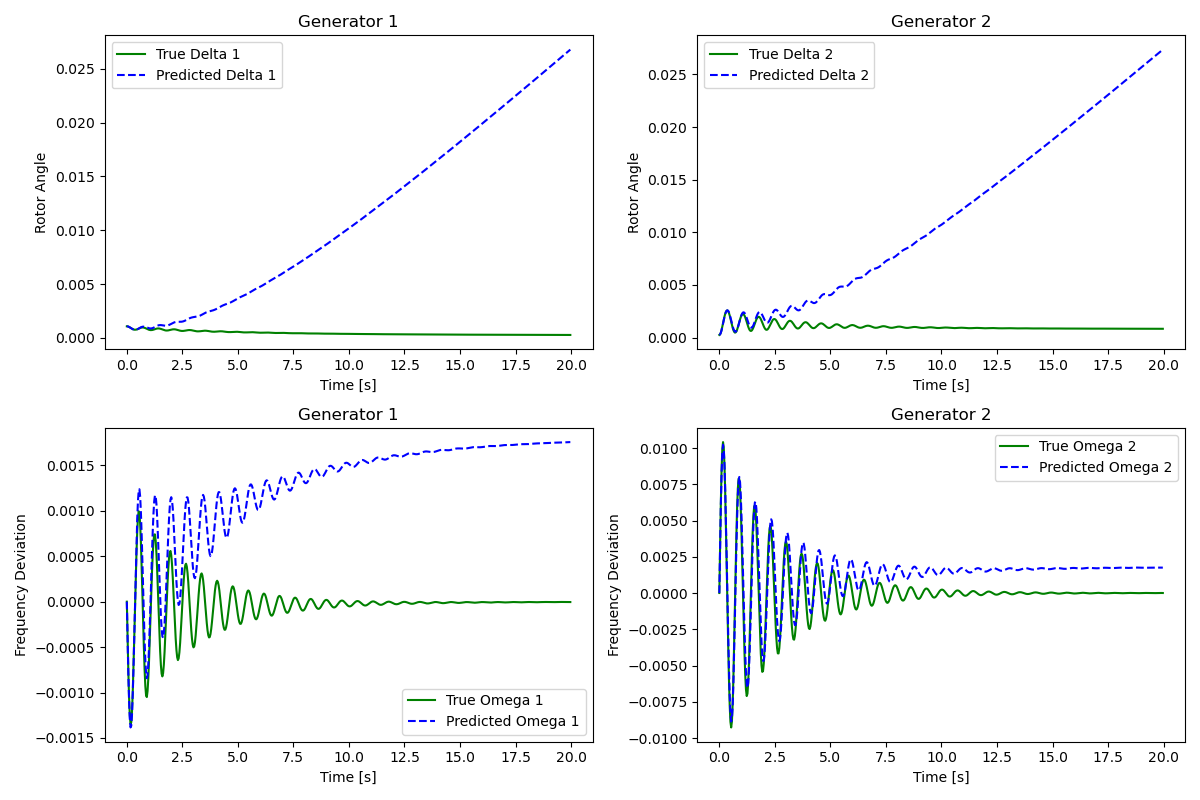 Generator 1
True Delta 1
Predicted Delta 1
0.025
0.020
0.015
0.010
0.005
0.000
Rotor Angle
0.0 2.5 5.0 7.5 10.0 12.5 15.0 17.5 20.0
Time [s]
Generator 2
True Delta 2
Predicted Delta 2
0.025
0.020
0.015
0.010
0.005
0.000
Rotor Angle
0.0 2.5 5.0 7.5 10.0 12.5 15.0 17.5 20.0
Time [s]
Generator 1
0.0015
0.0010
0.0005
0.0000
−0.0005
−0.0010
−0.0015
Frequency Deviation
True Omega 1
Predicted Omega 1
0.0 2.5 5.0 7.5 10.0 12.5 15.0 17.5 20.0
Time [s]
Generator 2
True Omega 2
Predicted Omega 2
0.0100
0.0075
0.0050
0.0025
0.0000
−0.0025
−0.0050
−0.0075
−0.0100
Frequency Deviation
0.0 2.5 5.0 7.5 10.0 12.5 15.0 17.5 20.0
Time [s]